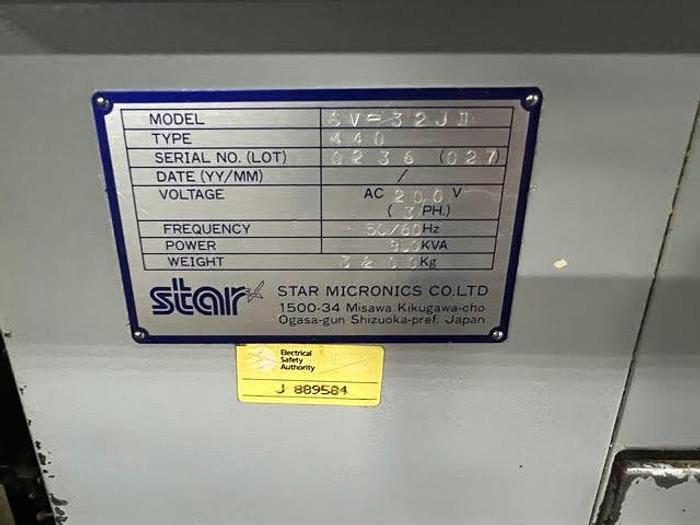 MODEL SV-32JII
TYPE 440
SERIAL NO. (LOT) 0236 (027)
DATE (YY/MM) /
VOLTAGE AC 200 V
( 3 PH.)
FREQUENCY 50/60 Hz
POWER KVA
WEIGHT Kg
star STAR MICRONICS CO.LTD
1500-34 Misawa Kikugawa-cho
Ogasa-gun Shizuoka-pref. Japan
Electrical
Safety
Authority
J 889584